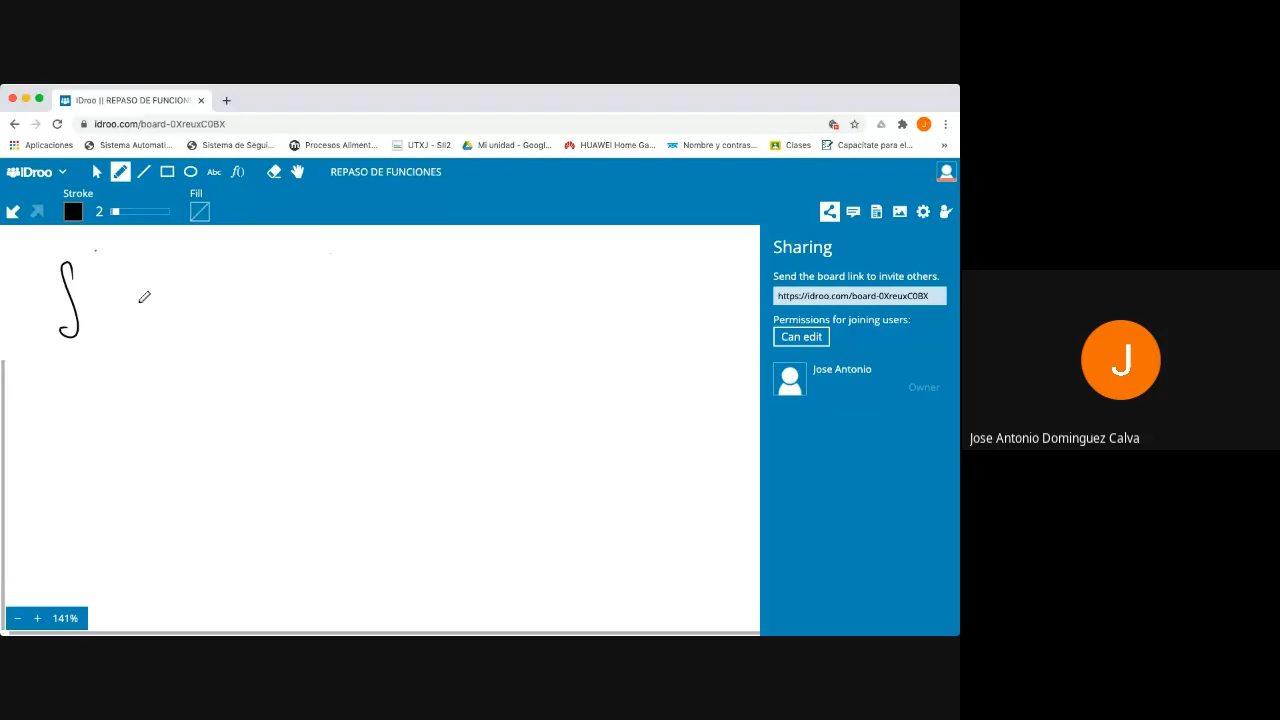 IDroo || REPASO DE FUNCION
idroo.com/board-0XreuxC0BX
Aplicaciones
Sistema Automati...
Sistema de Segui...
Procesos Aliment...
UTXJ - SII2
Mi unidad - Googl...
HUAWEI Home Ga...
Nombre y contras...
Clases
Capacítate para el...
»
IDroo
Abc
f()
REPASO DE FUNCIONES
Stroke
Fill
2
∫
Sharing
Send the board link to invite others.
https://idroo.com/board-0XreuxC0BX
Permissions for joining users:
Can edit
Jose Antonio
Owner
J
Jose Antonio Dominguez Calva
− + 141%